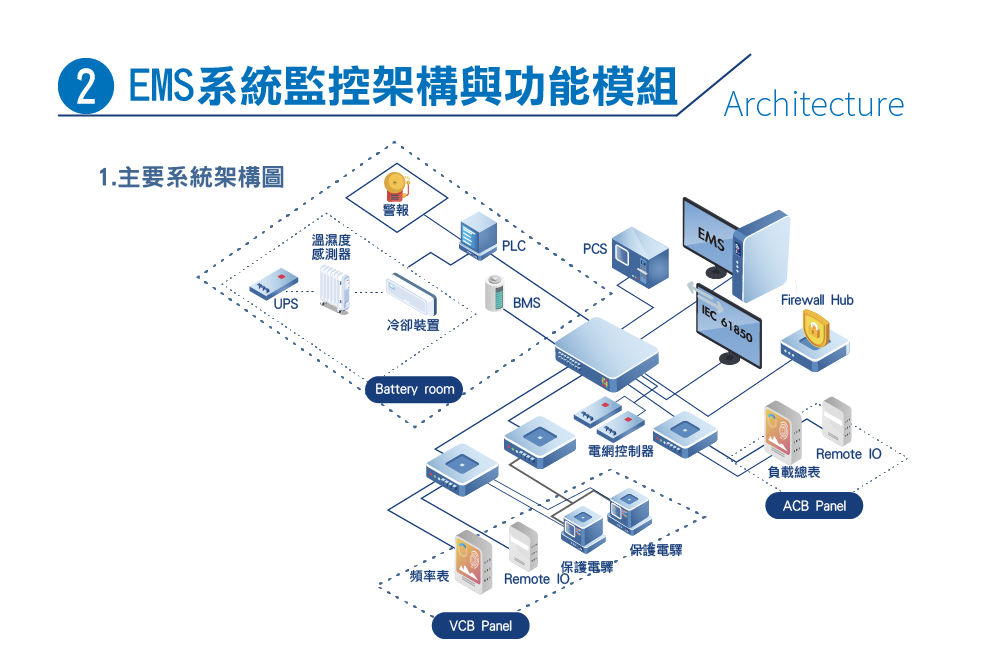 2 EMS系統監控架構與功能模組
Architecture
1.主要系統架構圖
警報
PLC
溫濕度
感測器
UPS
冷卻裝置
BMS
Battery room
PCS
EMS
IEC 61850
Firewall Hub
電網控制器
Remote IO
負載總表
ACB Panel
保護電驛
保護電驛
頻率表
Remote IO
VCB Panel